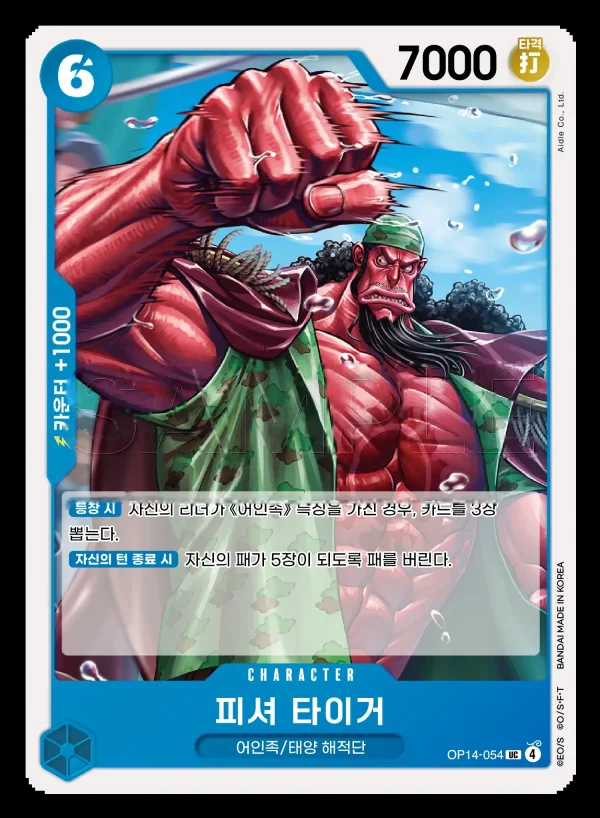 6
7000
타격
打
Aidle Co., Ltd.
카운터 +1000
SAMPLE
등장 시 자신의 리더가 《어인족》 특징을 가진 경우, 카드를 3장
뽑는다.
자신의 턴 종료 시 자신의 패가 5장이 되도록 패를 버린다.
CHARACTER
피셔 타이거
어인족/태양 해적단
OP14-054 UC 4
©EO/S ©O/S·F·T BANDAI MADE IN KOREA